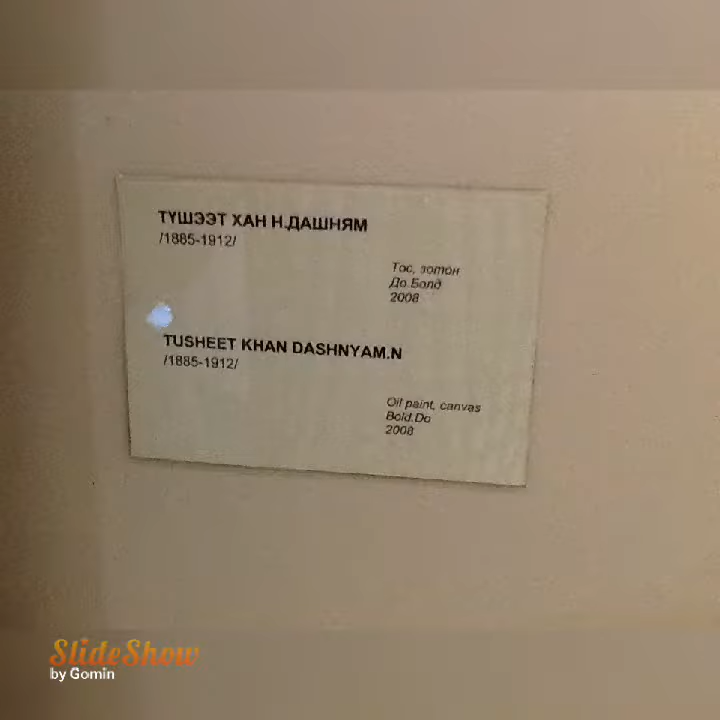 ТҮШЭЭТ ХАН Н.ДАШНЯМ
/1885-1912/
Тос, зотон
До.Болд
2008
TUSHEET KHAN DASHNYAM.N
/1885-1912/
Oil paint, canvas
Bold.Do
2008
SlideShow
by Gomin